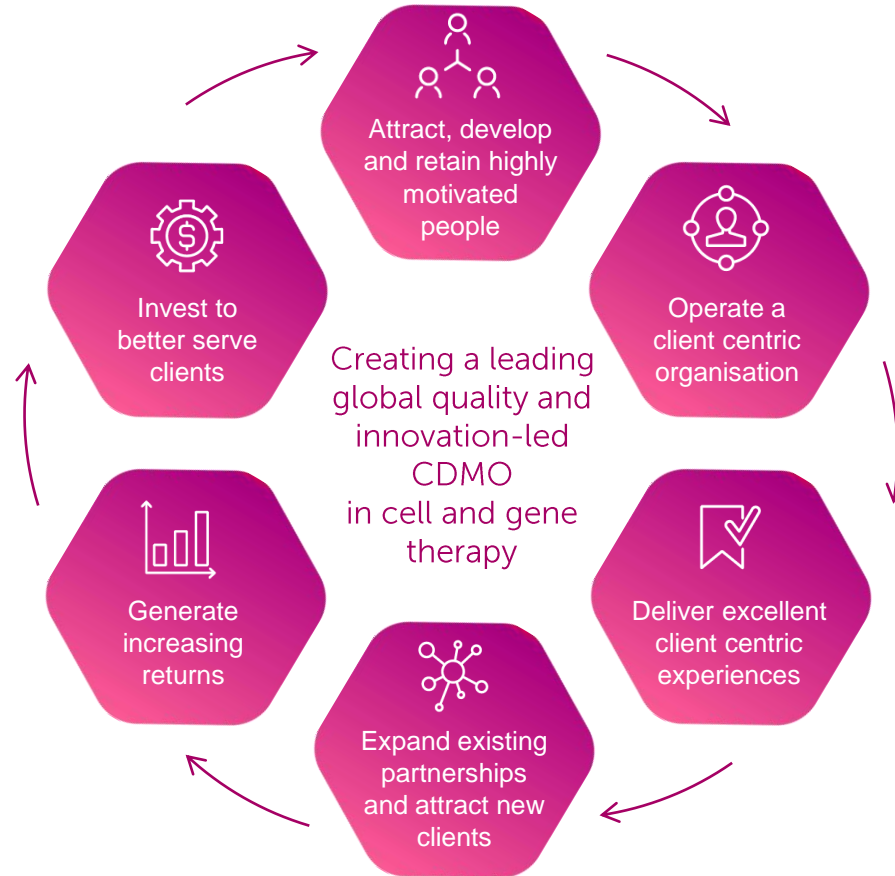 Attract, develop
and retain highly
motivated
people
Operate a
client centric
organisation
Deliver excellent
client centric
experiences
Expand existing
partnerships
and attract new
clients
Generate
increasing
returns
Invest to
better serve
clients
$
Creating a leading
global quality and
innovation-led
CDMO
in cell and gene
therapy